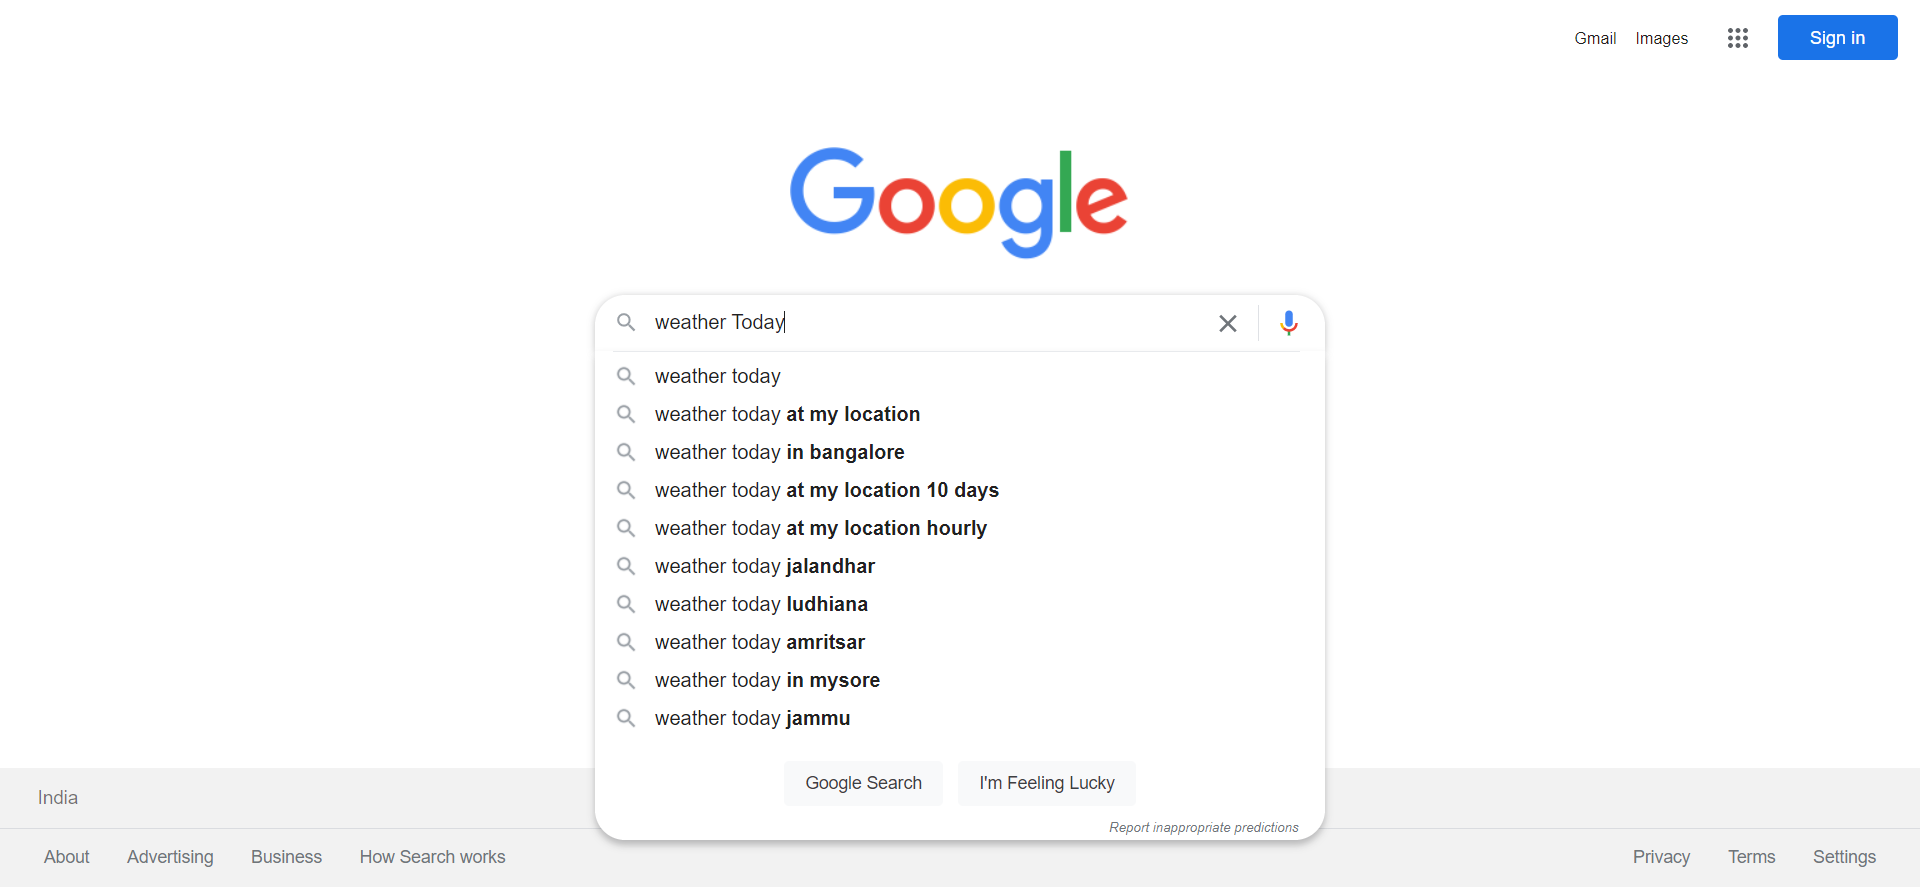 Gmail Images Sign in
Google
weather Today
weather today
weather today at my location
weather today in bangalore
weather today at my location 10 days
weather today at my location hourly
weather today jalandhar
weather today ludhiana
weather today amritsar
weather today in mysore
weather today jammu
Google Search I'm Feeling Lucky
India
Report inappropriate predictions
About Advertising Business How Search works Privacy Terms Settings